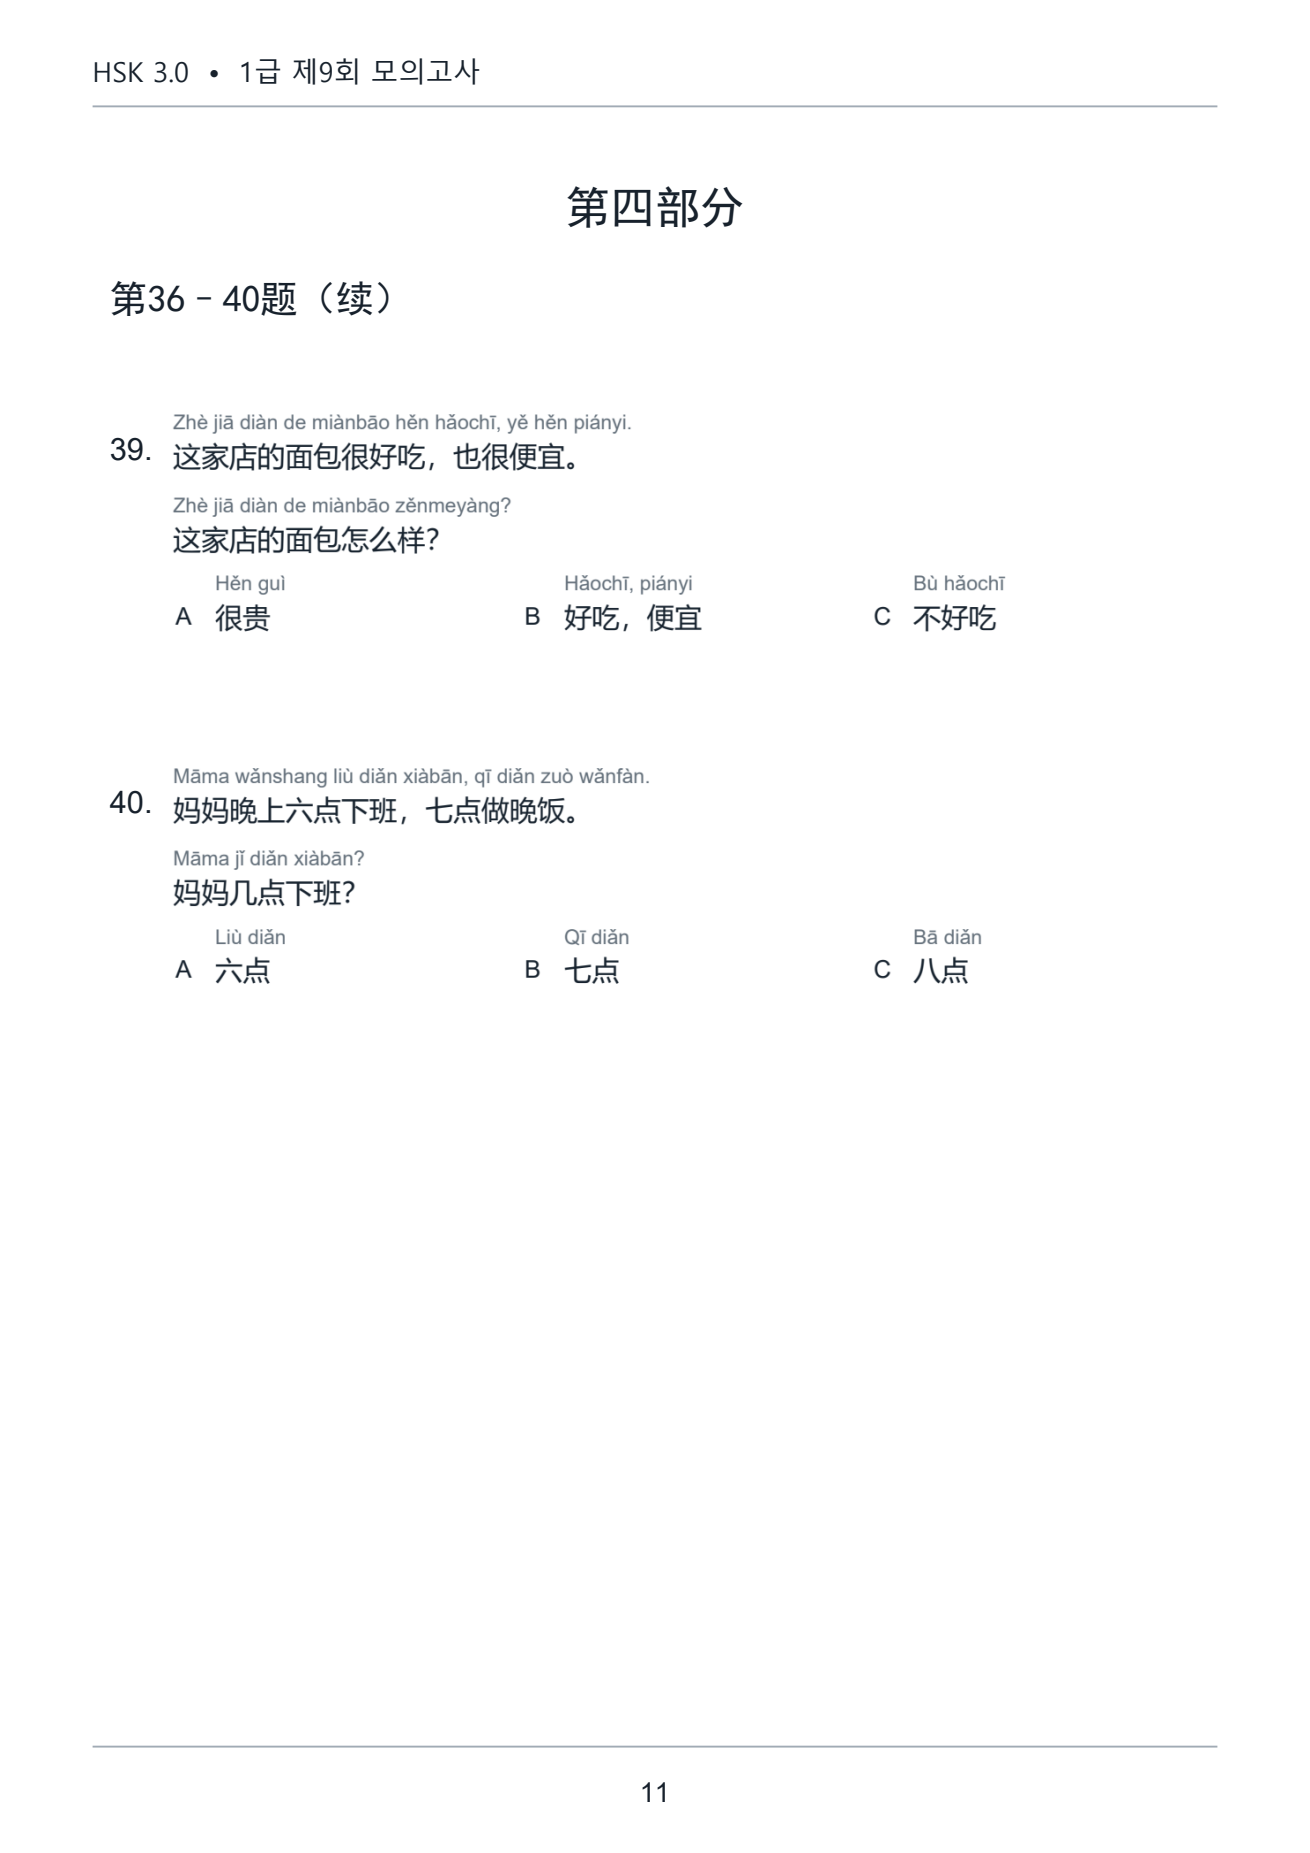 HSK 3.0 • 1급 제9회 모의고사
第四部分
第36–40题（续）
Zhè jiā diàn de miànbāo hěn hǎochī, yě hěn piányi.
39. 这家店的面包很好吃，也很便宜。
Zhè jiā diàn de miànbāo zěnmeyàng?
这家店的面包怎么样？
Hěn guì Hǎochī, piányi Bù hǎochī
A 很贵 B 好吃，便宜 C 不好吃
Māma wǎnshang liù diǎn xiàbān, qī diǎn zuò wǎnfàn.
40. 妈妈晚上六点下班，七点做晚饭。
Māma jǐ diǎn xiàbān?
妈妈几点下班？
Liù diǎn Qī diǎn Bā diǎn
A 六点 B 七点 C 八点
11